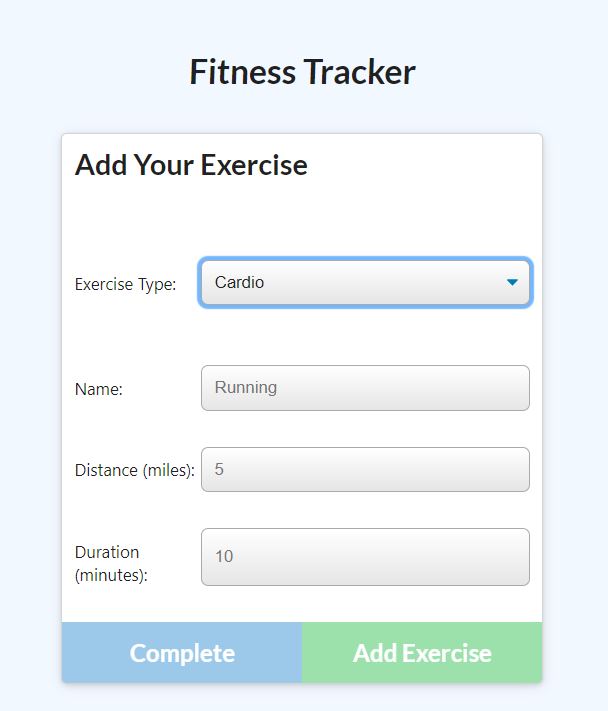 Fitness Tracker
Add Your Exercise
Exercise Type: Cardio
Name: Running
Distance (miles): 5
Duration
(minutes): 10
Complete Add Exercise